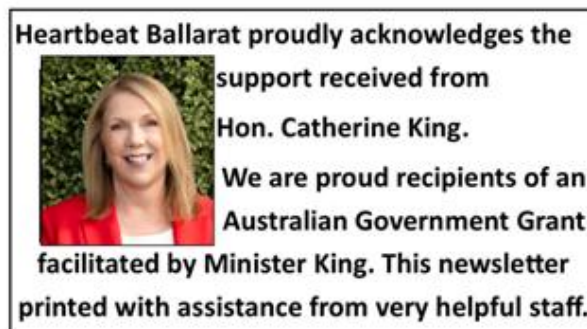 Heartbeat Ballarat proudly acknowledges the
support received from
Hon. Catherine King.
We are proud recipients of an
Australian Government Grant
facilitated by Minister King. This newsletter
printed with assistance from very helpful staff.